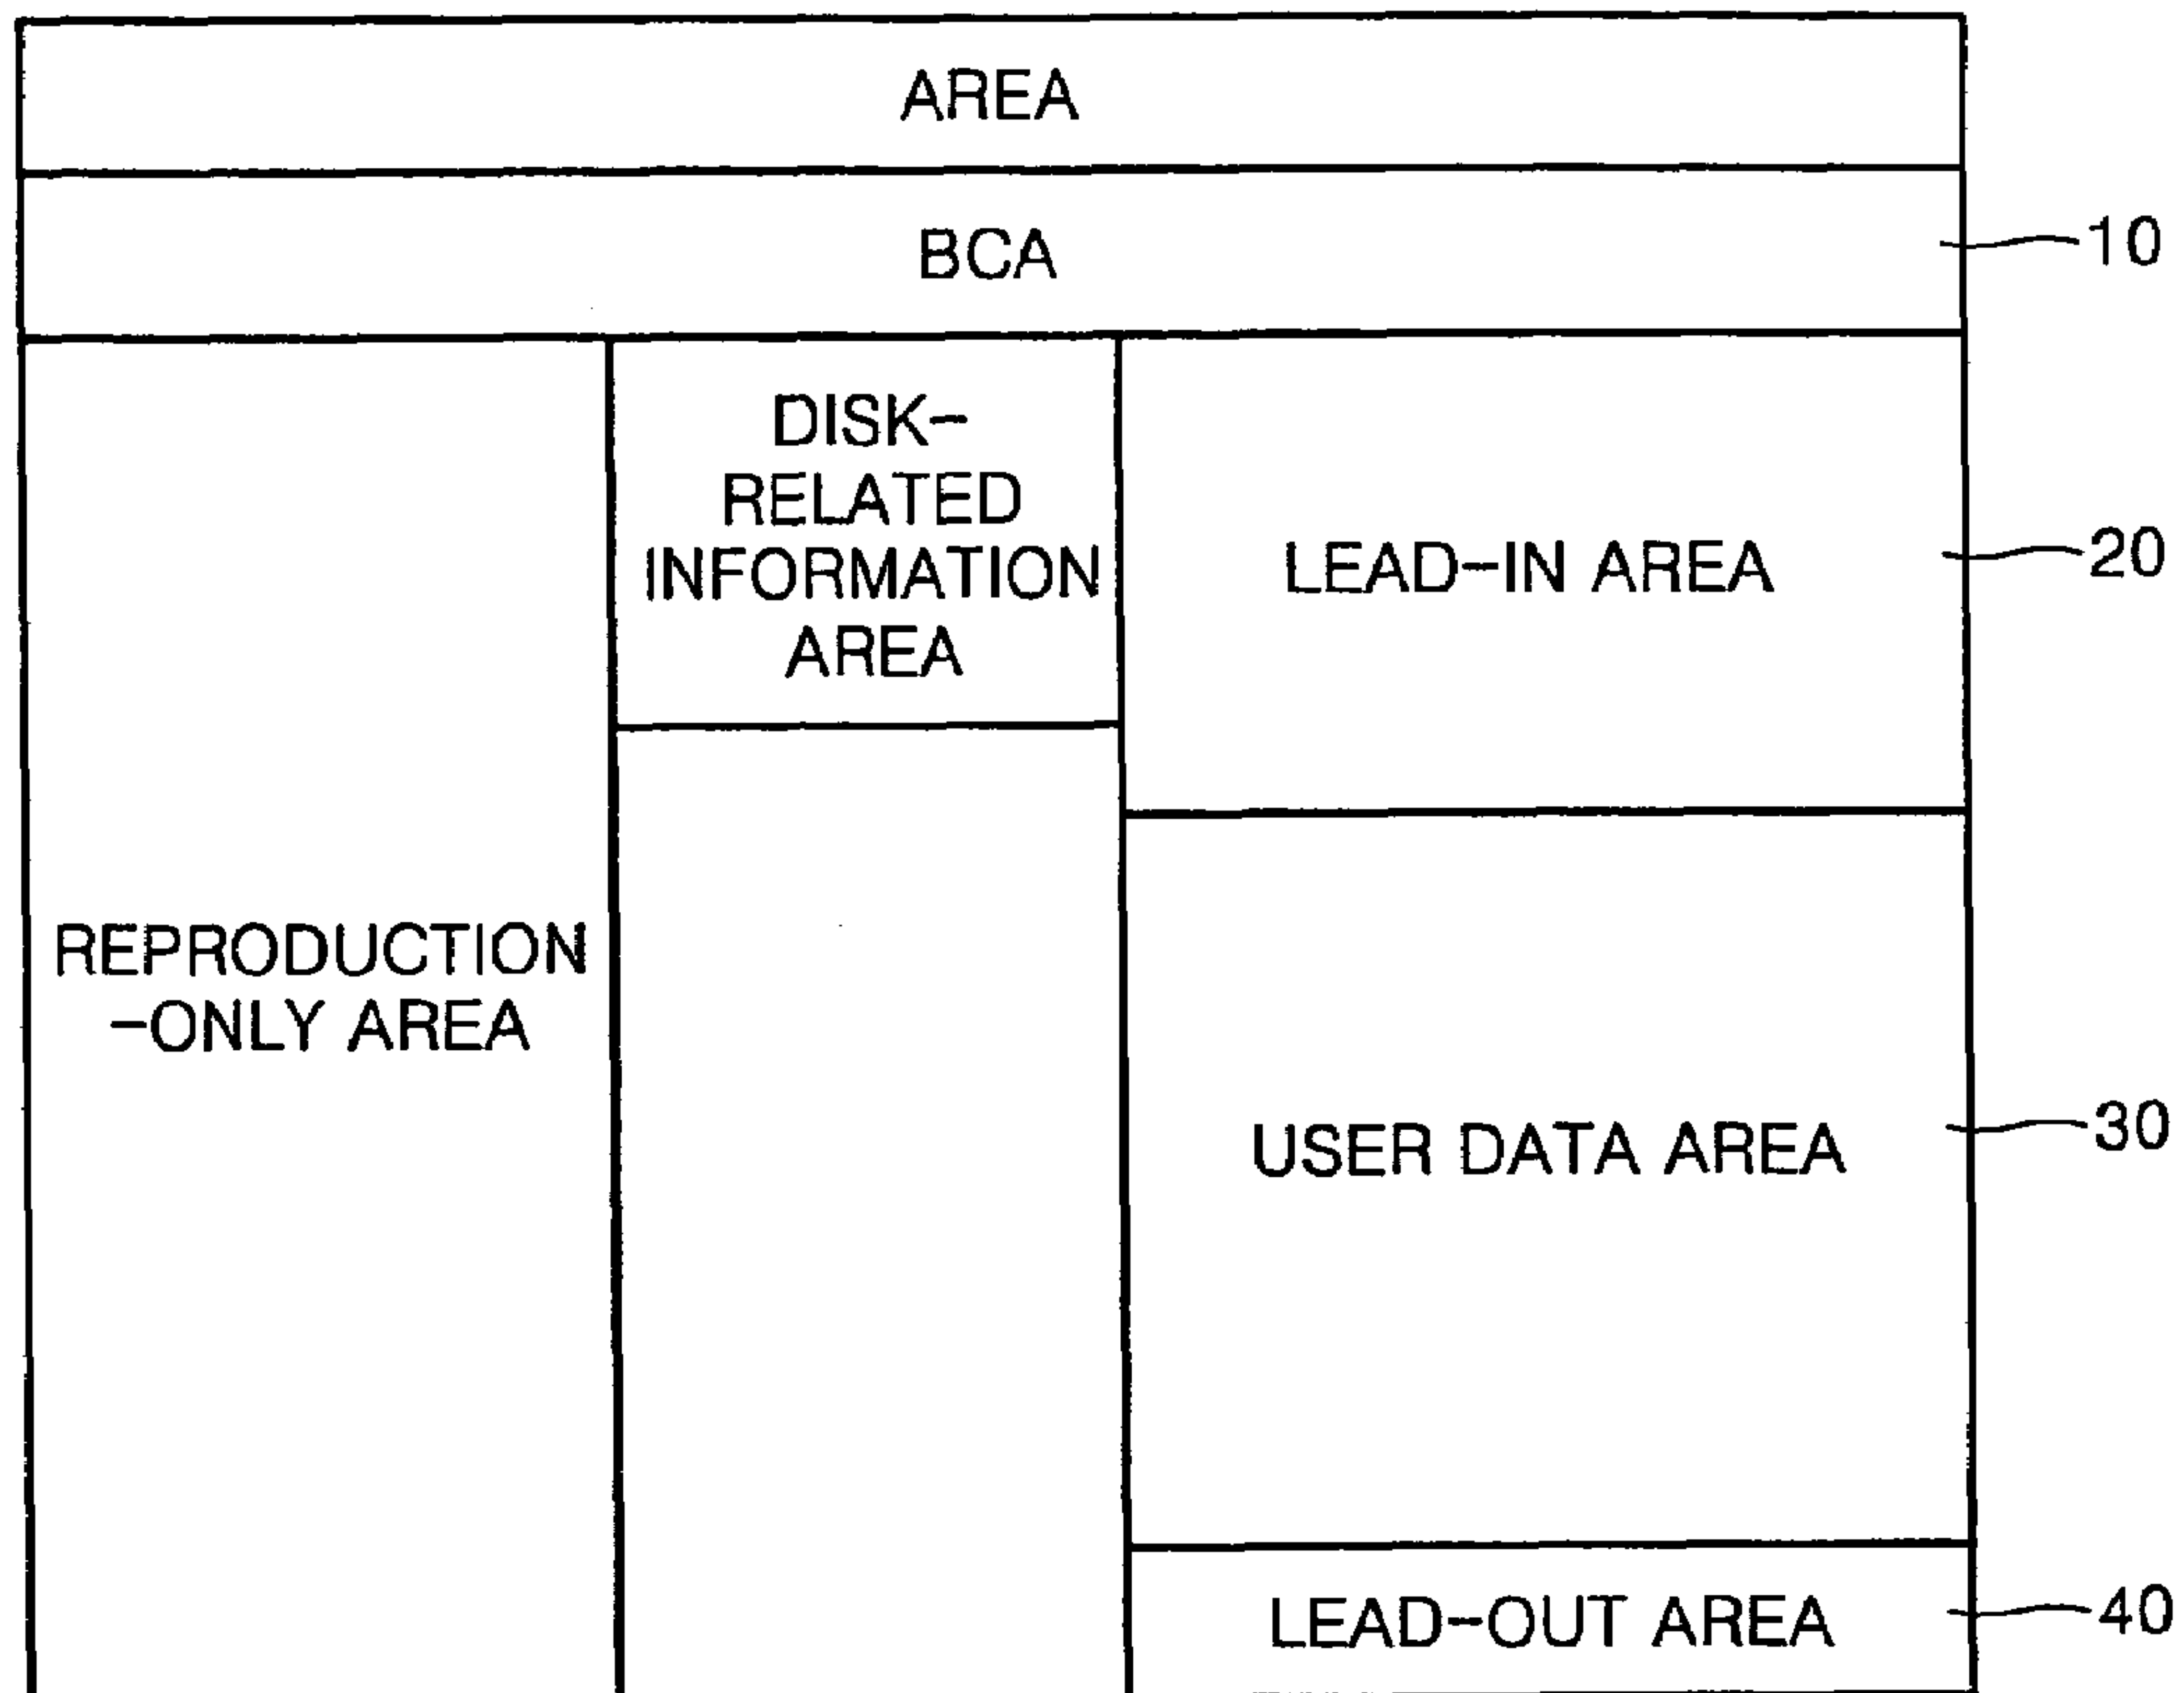 AREA
BCA
10
DISK-
RELATED
INFORMATION
AREA
LEAD-IN AREA
20
REPRODUCTION
-ONLY AREA
USER DATA AREA
30
LEAD-OUT AREA
40